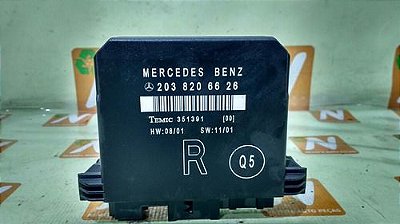 MERCEDES BENZ
203 820 66 26
TEMIC 351391 (00)
HW:08/01 SW:11/01
R
Q5